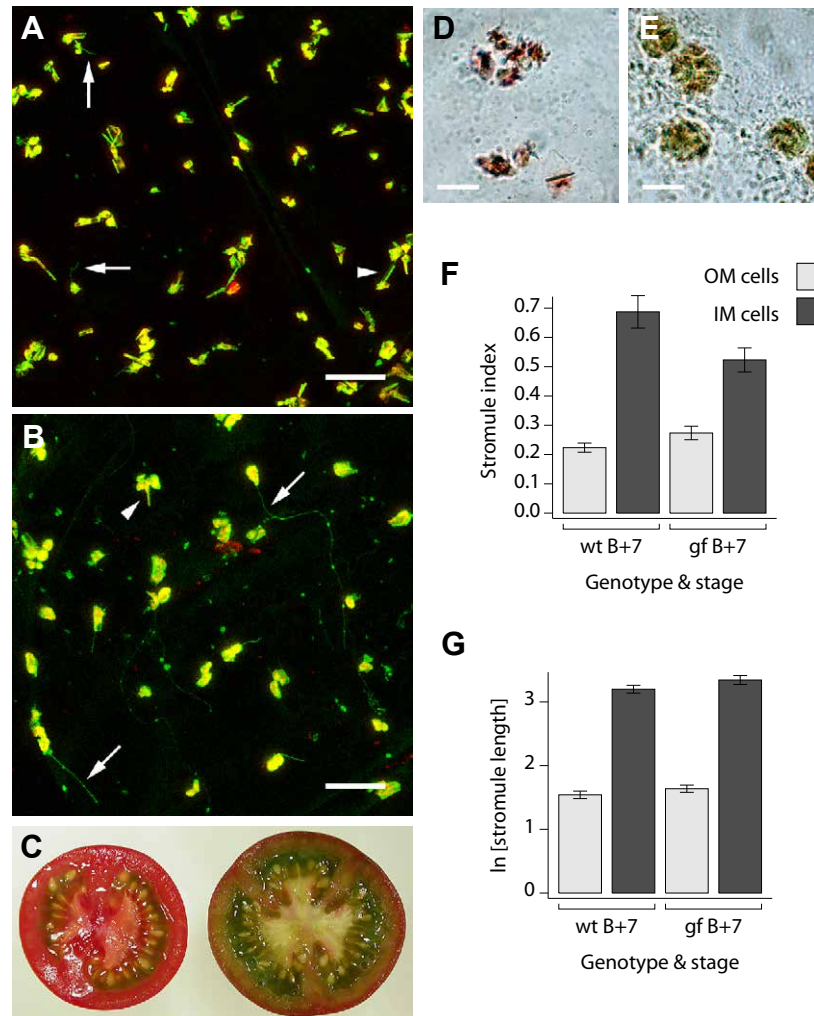 A
B
C
D
E
F
OM cells
IM cells
Stromule index
0.7
0.6
0.5
0.4
0.3
0.2
0.1
0.0
wt B+7
gf B+7
Genotype & stage
G
ln [stromule length]
3
2
1
0
wt B+7
gf B+7
Genotype & stage